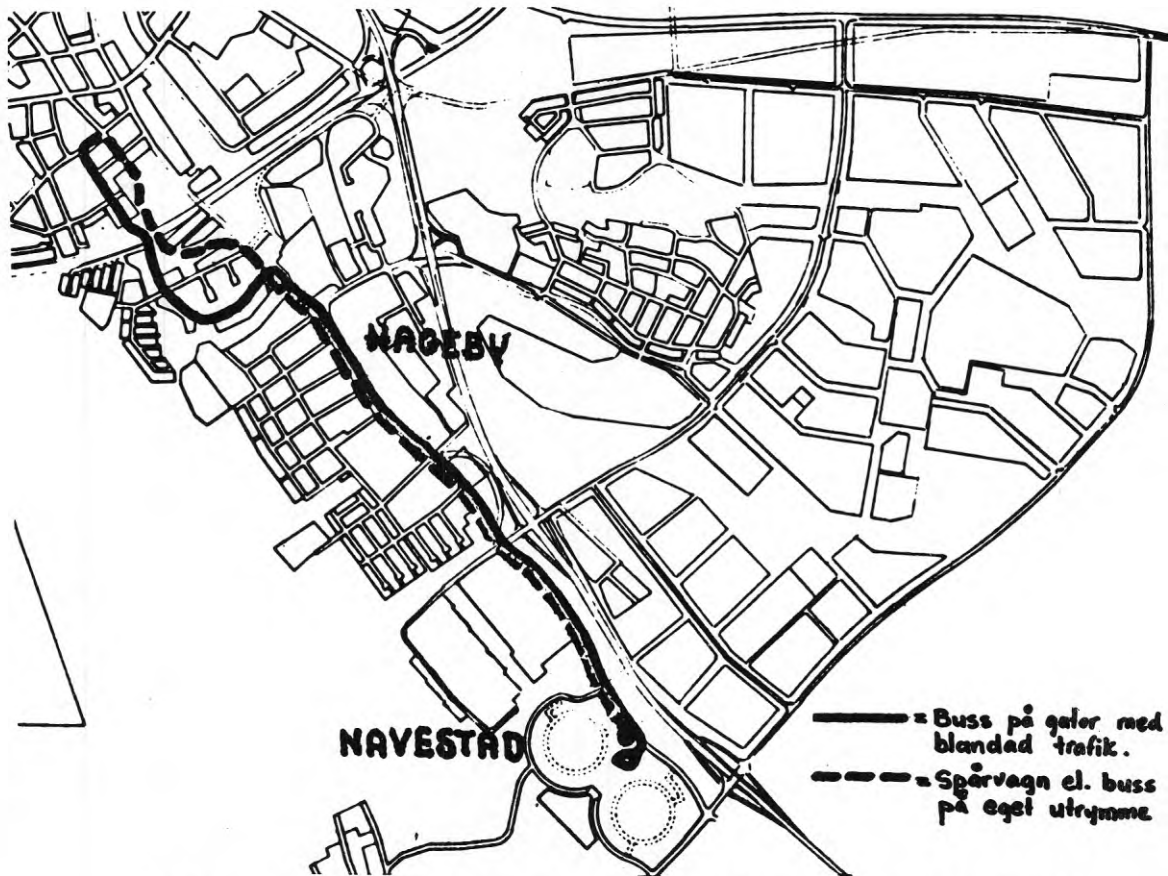 HAGEBY
NAVESTAD
= Buss på gator med
blandad trafik.
= Spårvagn el. buss
på eget utrymme